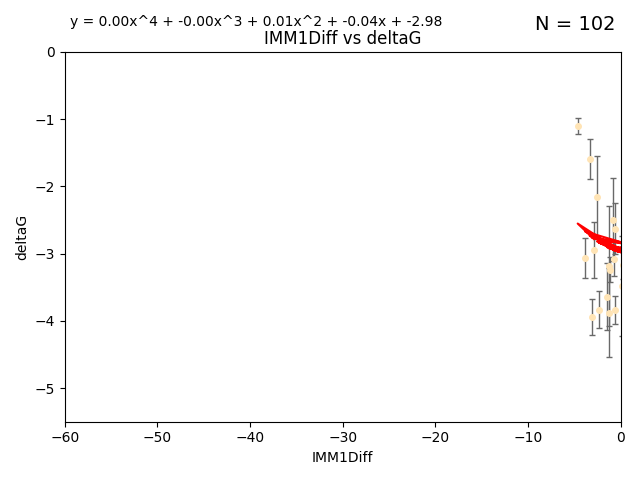 y = 0.00x^4 + -0.00x^3 + 0.01x^2 + -0.04x + -2.98
N = 102
IMM1Diff vs deltaG
0
−1
−2
−3
−4
−5
deltaG
−60 −50 −40 −30 −20 −10 0
IMM1Diff